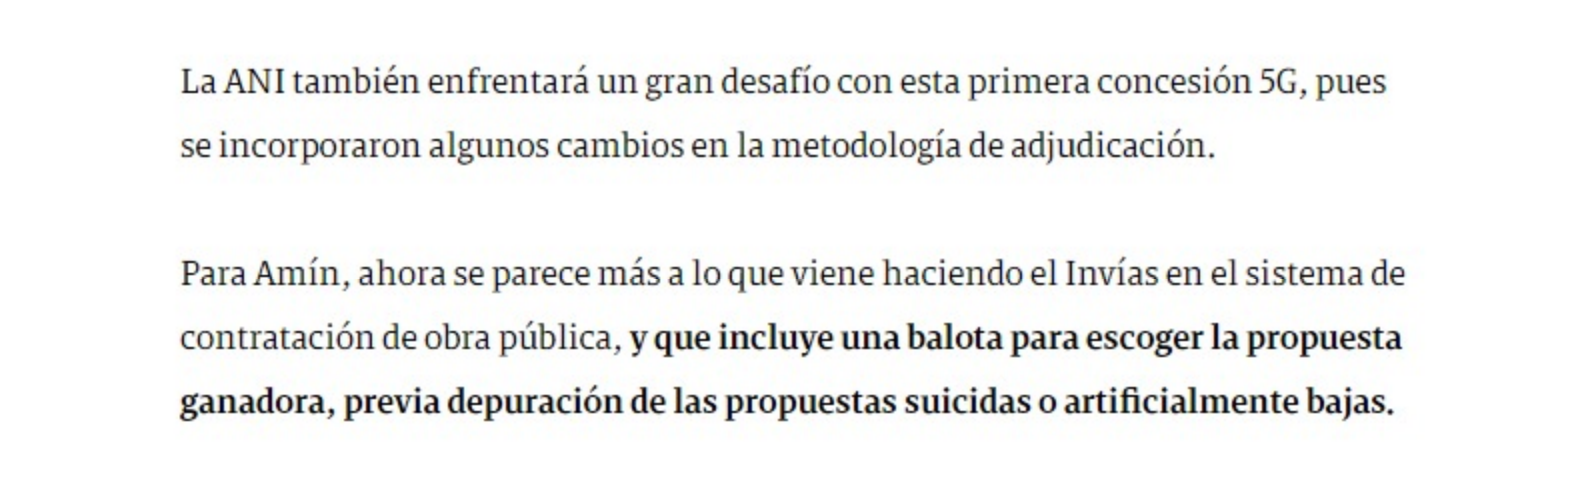 La ANI también enfrentará un gran desafío con esta primera concesión 5G, pues
se incorporaron algunos cambios en la metodología de adjudicación.
Para Amín, ahora se parece más a lo que viene haciendo el Invías en el sistema de
contratación de obra pública, y que incluye una balota para escoger la propuesta
ganadora, previa depuración de las propuestas suicidas o artificialmente bajas.